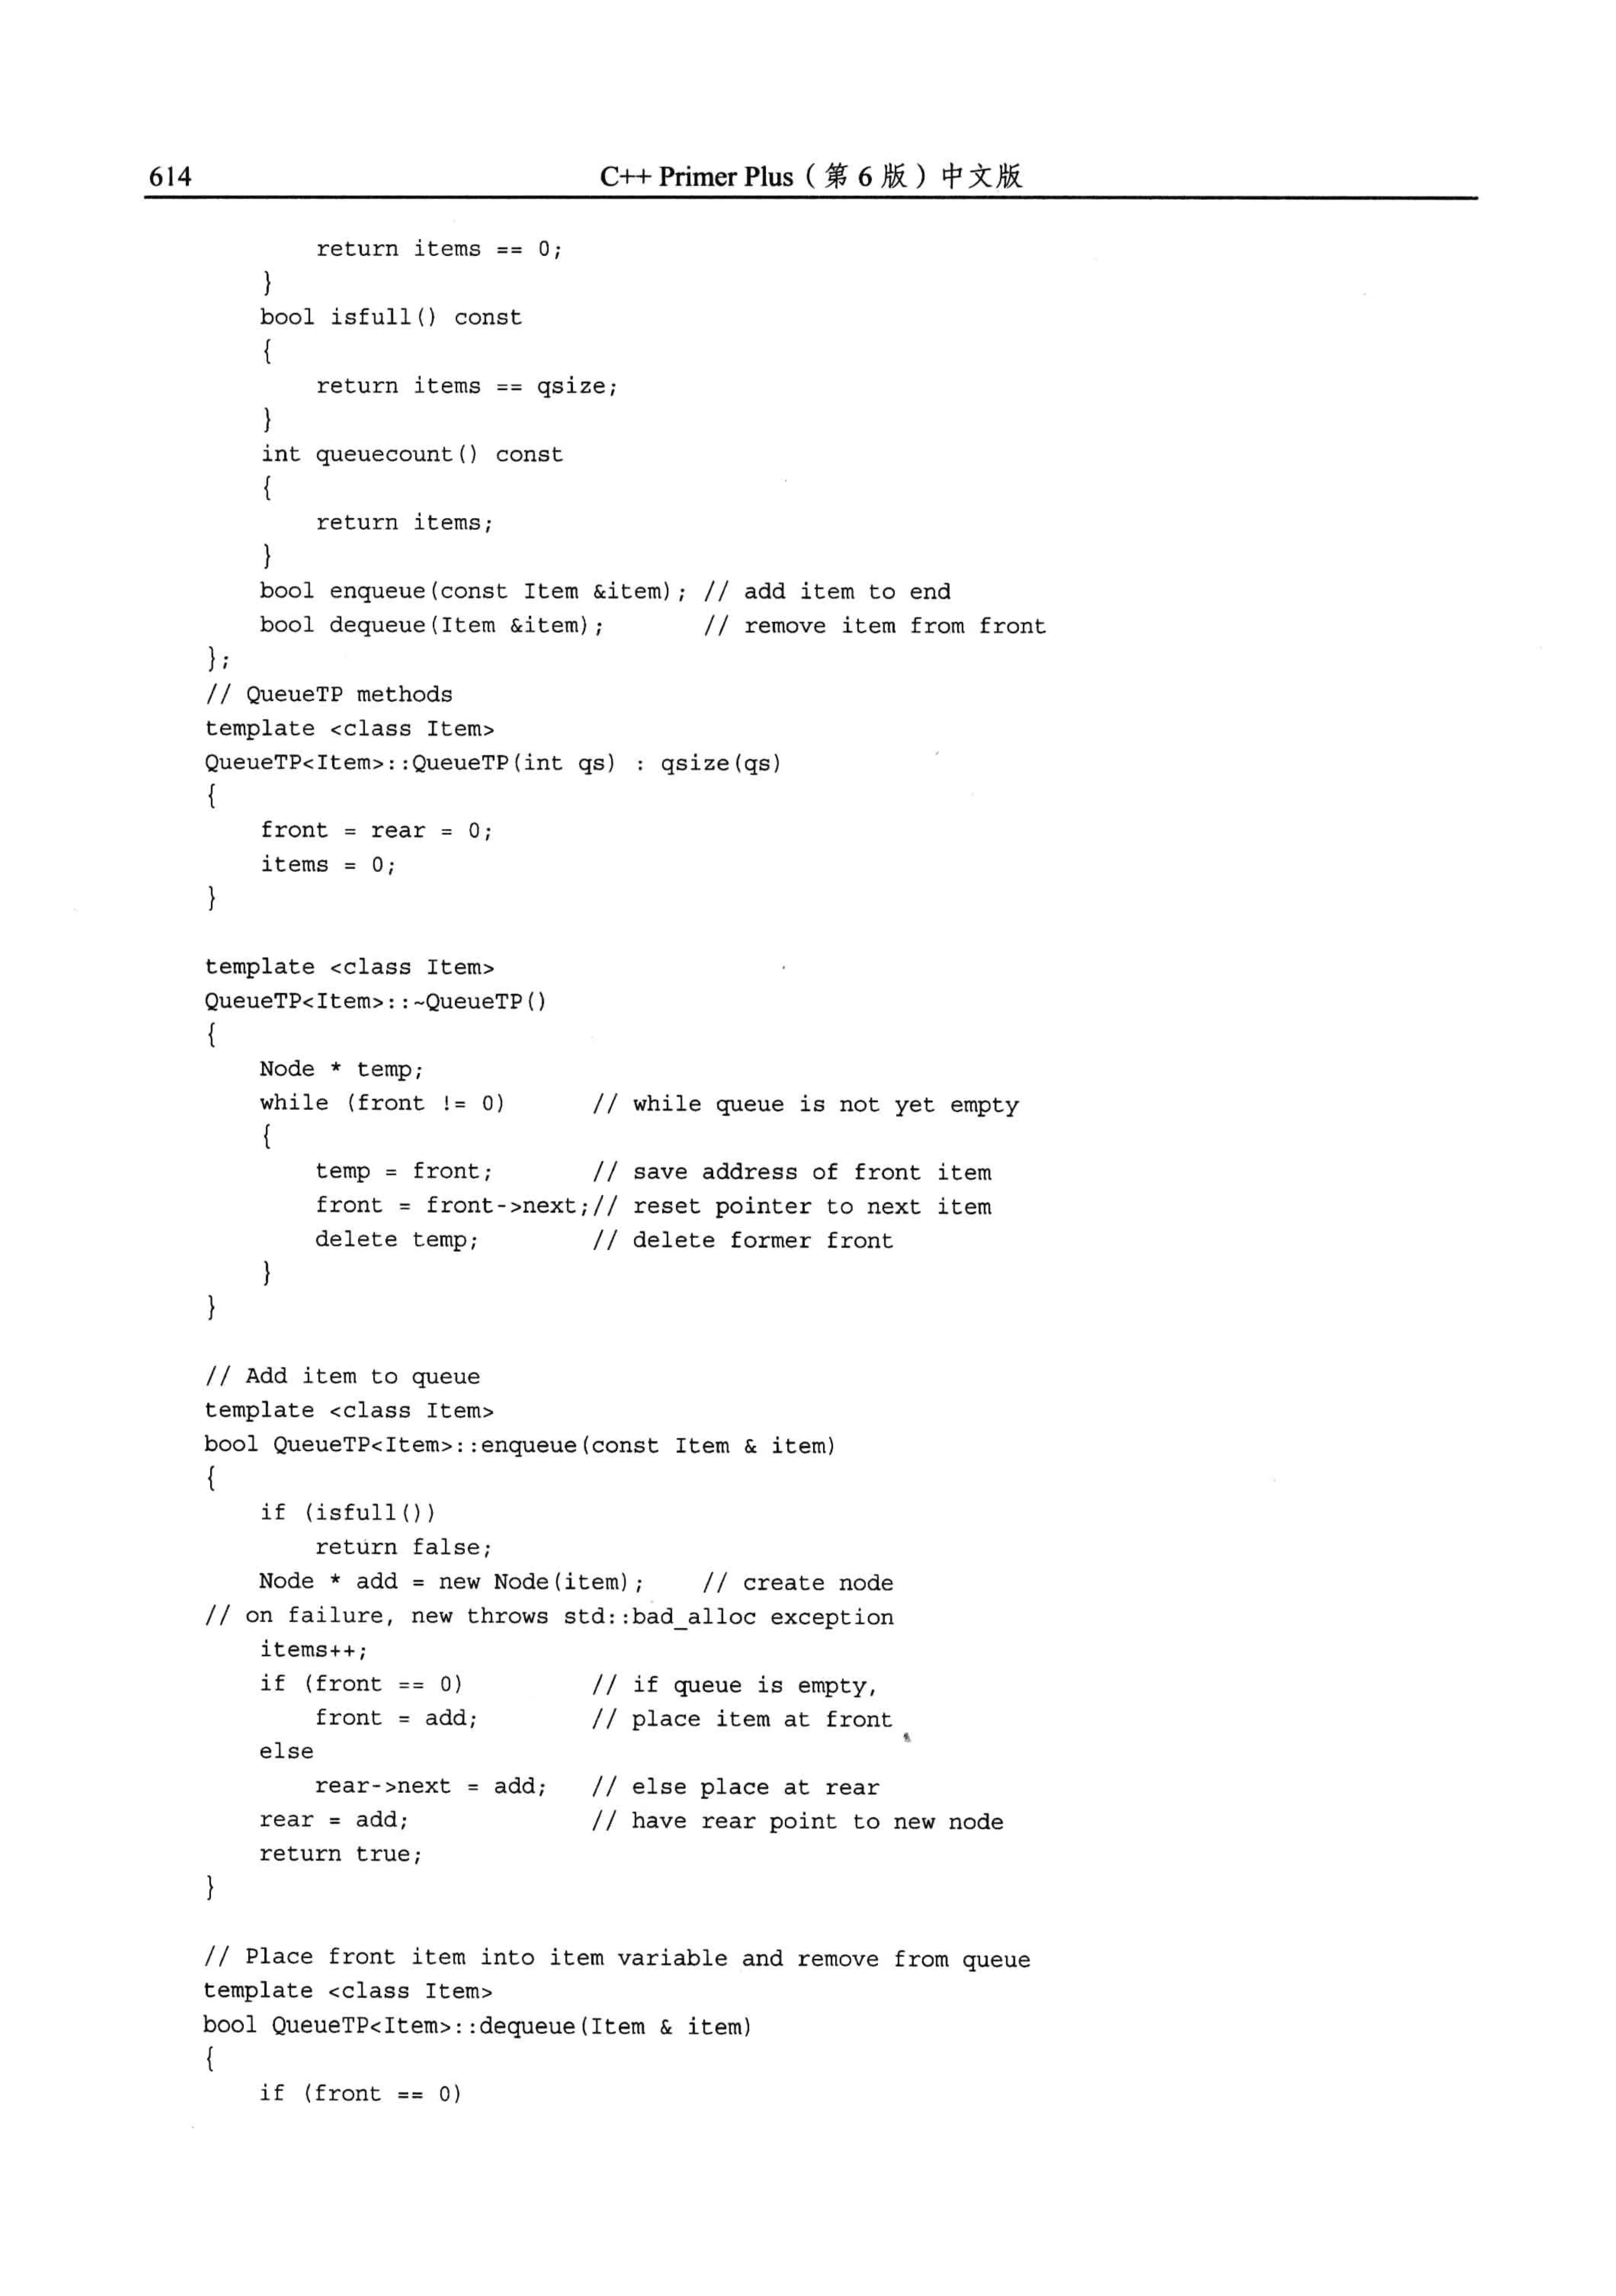 614
C++ Primer Plus（第 6 版）中文版
        return items == 0;
    }
    bool isfull() const
    {
        return items == qsize;
    }
    int queuecount() const
    {
        return items;
    }
    bool enqueue(const Item &item); // add item to end
    bool dequeue(Item &item);       // remove item from front
};
// QueueTP methods
template <class Item>
QueueTP<Item>::QueueTP(int qs) : qsize(qs)
{
    front = rear = 0;
    items = 0;
}
template <class Item>
QueueTP<Item>::~QueueTP()
{
    Node * temp;
    while (front != 0)      // while queue is not yet empty
    {
        temp = front;       // save address of front item
        front = front->next;// reset pointer to next item
        delete temp;        // delete former front
    }
}
// Add item to queue
template <class Item>
bool QueueTP<Item>::enqueue(const Item & item)
{
    if (isfull())
        return false;
    Node * add = new Node(item);    // create node
// on failure, new throws std::bad_alloc exception
    items++;
    if (front == 0)         // if queue is empty,
        front = add;        // place item at front
    else
        rear->next = add;   // else place at rear
    rear = add;             // have rear point to new node
    return true;
}
// Place front item into item variable and remove from queue
template <class Item>
bool QueueTP<Item>::dequeue(Item & item)
{
    if (front == 0)